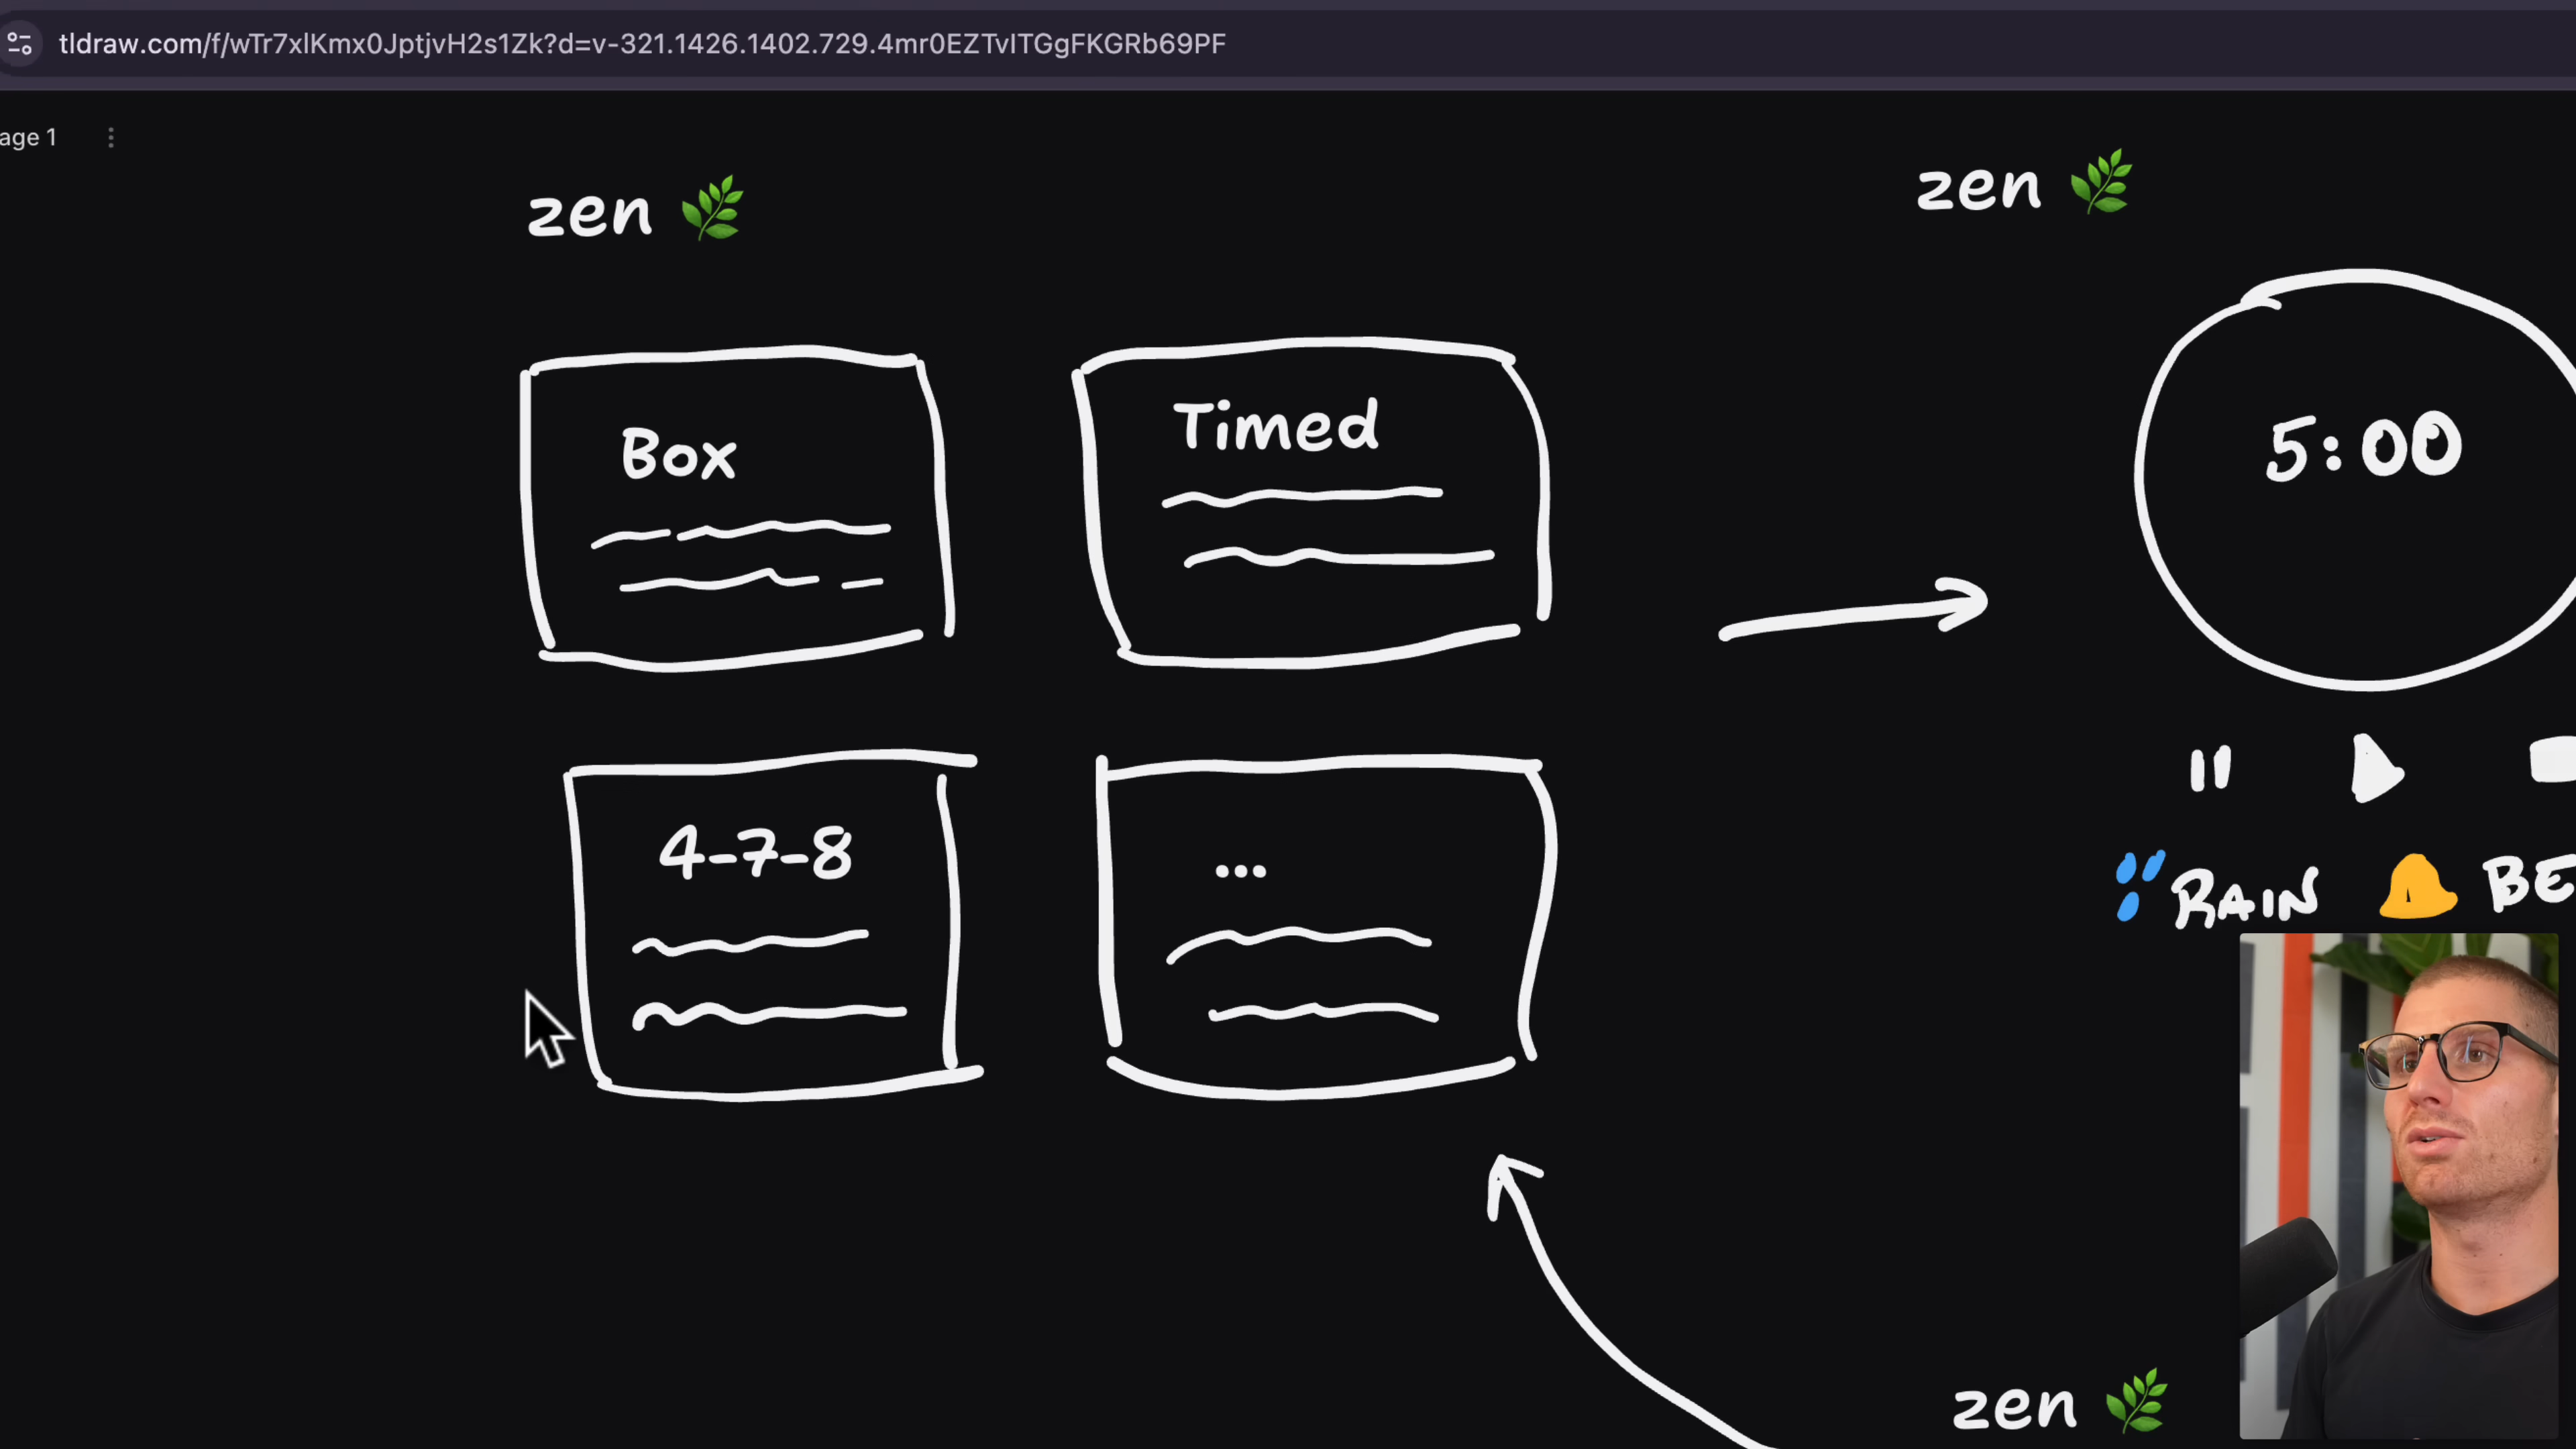 tldraw.com/f/wTr7xlKmx0JptjvH2s1Zk?d=v-321.1426.1402.729.4mr0EZTvITGgFKGRb69PF
age 1
zen 🌿
zen 🌿
Box
Timed
5:00
4-7-8
...
RAIN
BE
zen 🌿